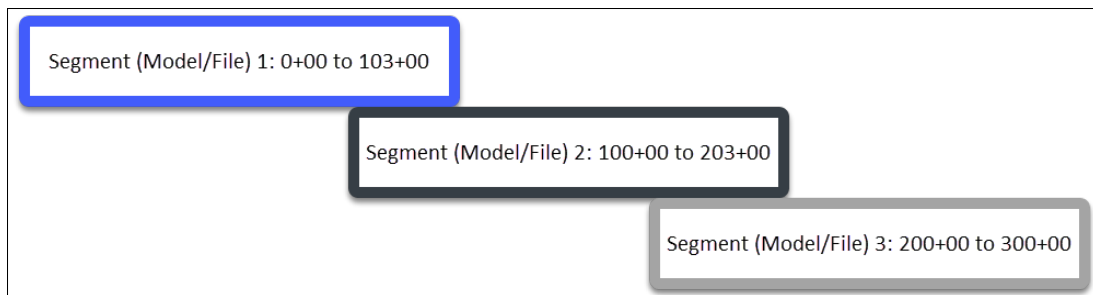 Segment (Model/File) 1: 0+00 to 103+00
Segment (Model/File) 2: 100+00 to 203+00
Segment (Model/File) 3: 200+00 to 300+00